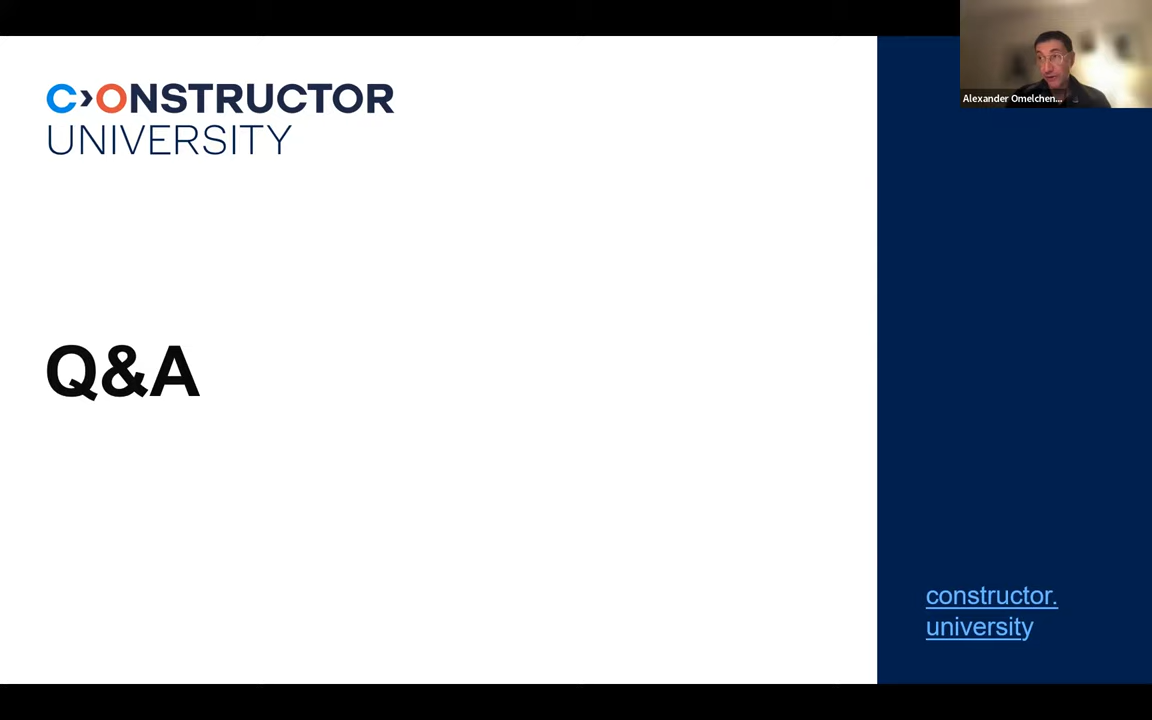 C›ONSTRUCTOR
UNIVERSITY
Alexander Omelchen...
Q&A
constructor.
university